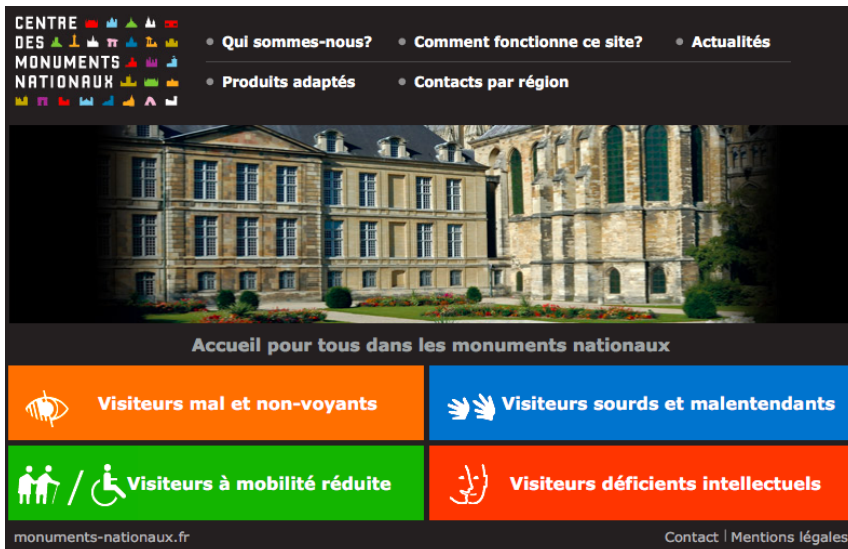 CENTRE
DES
MONUMENTS
NATIONAUX
Qui sommes-nous?
Comment fonctionne ce site?
Actualités
Produits adaptés
Contacts par région
Accueil pour tous dans les monuments nationaux
Visiteurs mal et non-voyants
Visiteurs sourds et malentendants
Visiteurs à mobilité réduite
Visiteurs déficients intellectuels
monuments-nationaux.fr
Contact | Mentions légales